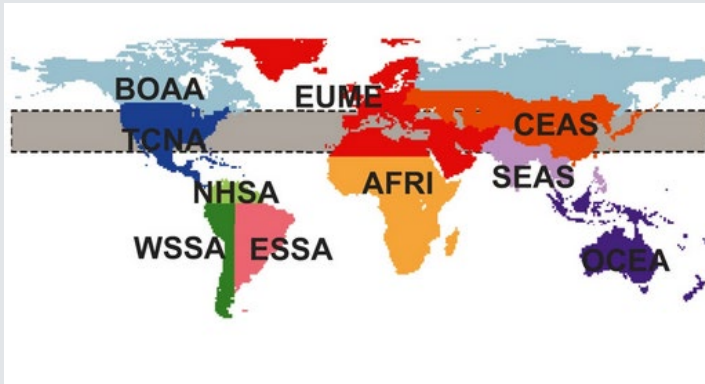 BOAA
EUME
TCNA
CEAS
NHSA
AFRI
SEAS
WSSA
ESSA
OCEA